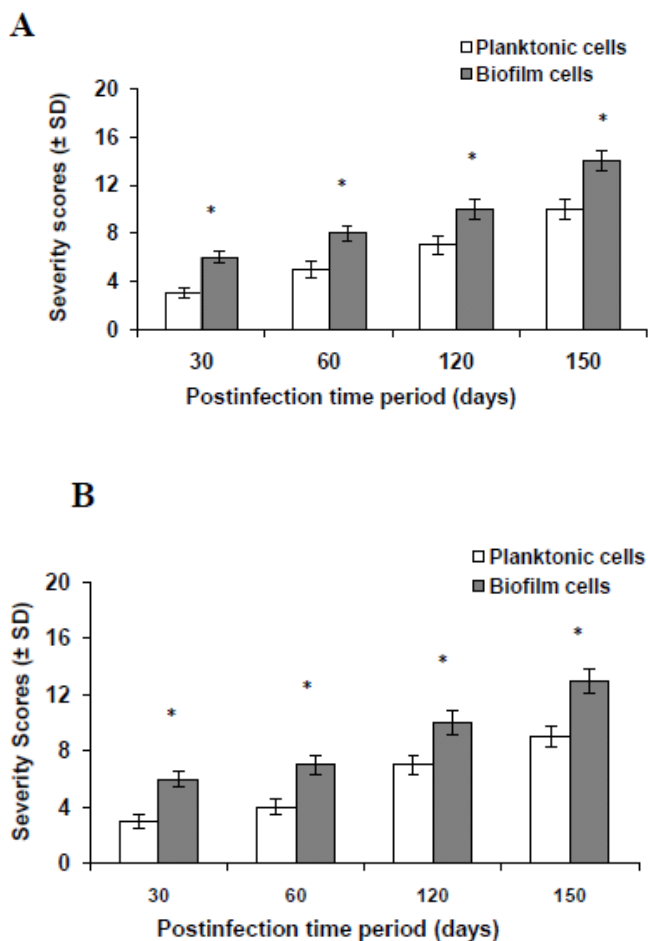 A
Planktonic cells
Biofilm cells
Severity scores (± SD)
20
16
12
8
4
0
*
*
*
*
30 60 120 150
Postinfection time period (days)
B
Planktonic cells
Biofilm cells
Severity Scores (± SD)
20
16
12
8
4
0
*
*
*
*
30 60 120 150
Postinfection time period (days)